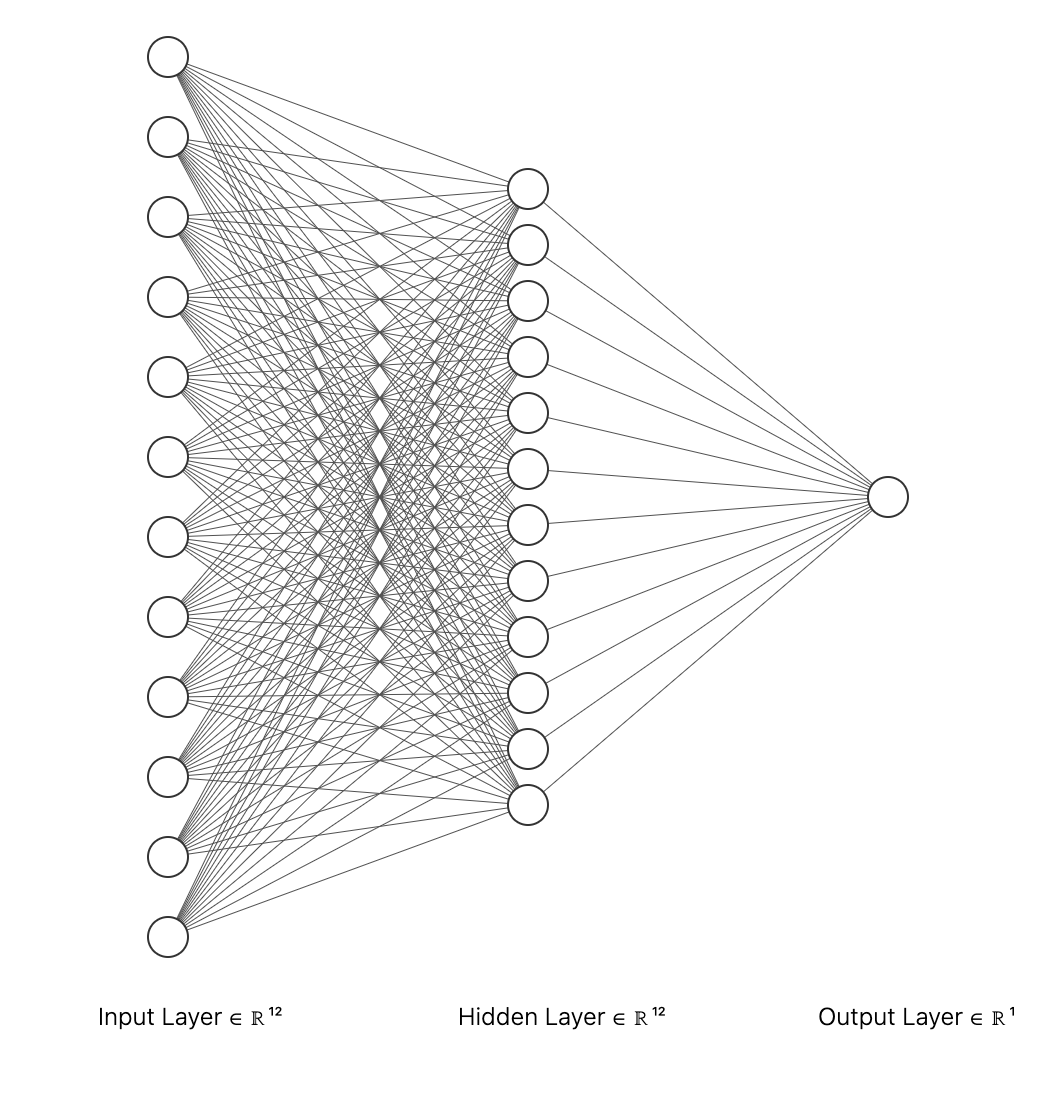 Input Layer ∈ ℝ¹²
Hidden Layer ∈ ℝ¹²
Output Layer ∈ ℝ¹